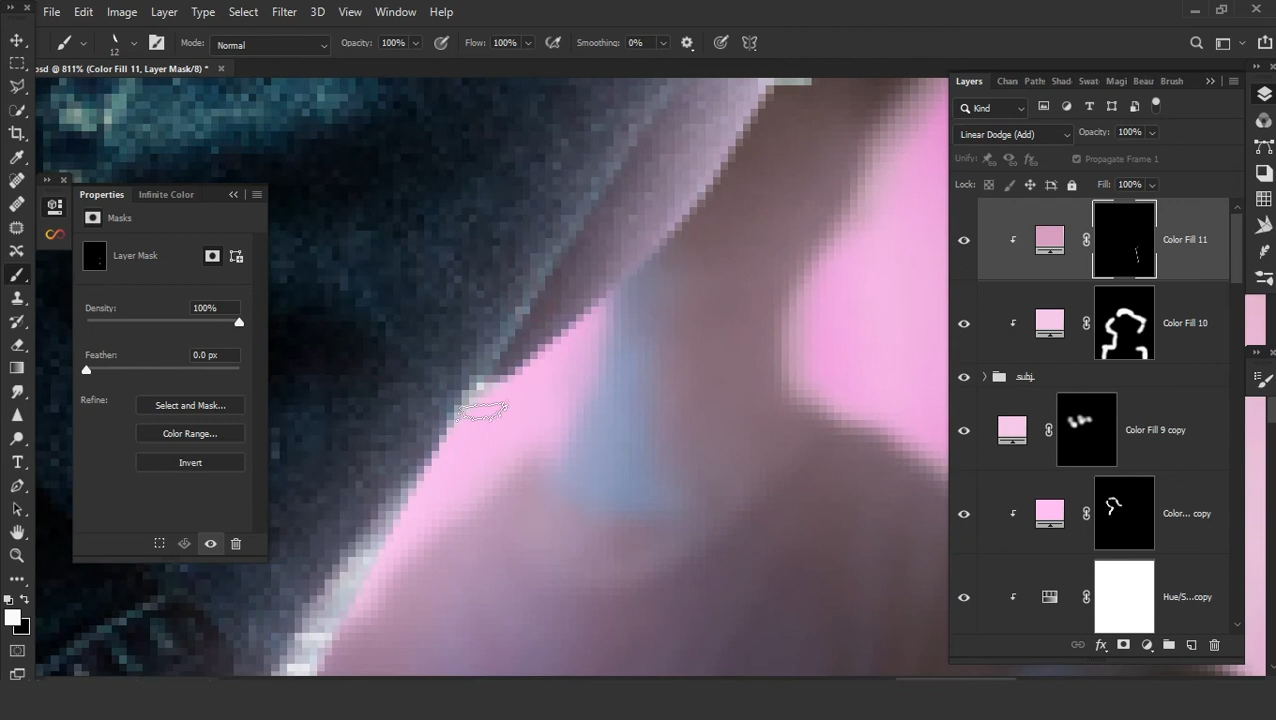 File Edit Image Layer Type Select Filter 3D View Window Help
12 Mode: Normal Opacity: 100% Flow: 100% Smoothing: 0%
psd @ 811% (Color Fill 11, Layer Mask/8) *
Layers Chan Pathe Shad Swat Magi Beau Brush
Kind
Linear Dodge (Add) Opacity: 100%
Unify: Propagate Frame 1
Lock: Fill: 100%
Color Fill 11
Color Fill 10
subj.
Color Fill 9 copy
Color... copy
Hue/S...copy
fx
Properties Infinite Color
Masks
Layer Mask
Density: 100%
Feather: 0.0 px
Refine: Select and Mask...
Color Range...
Invert